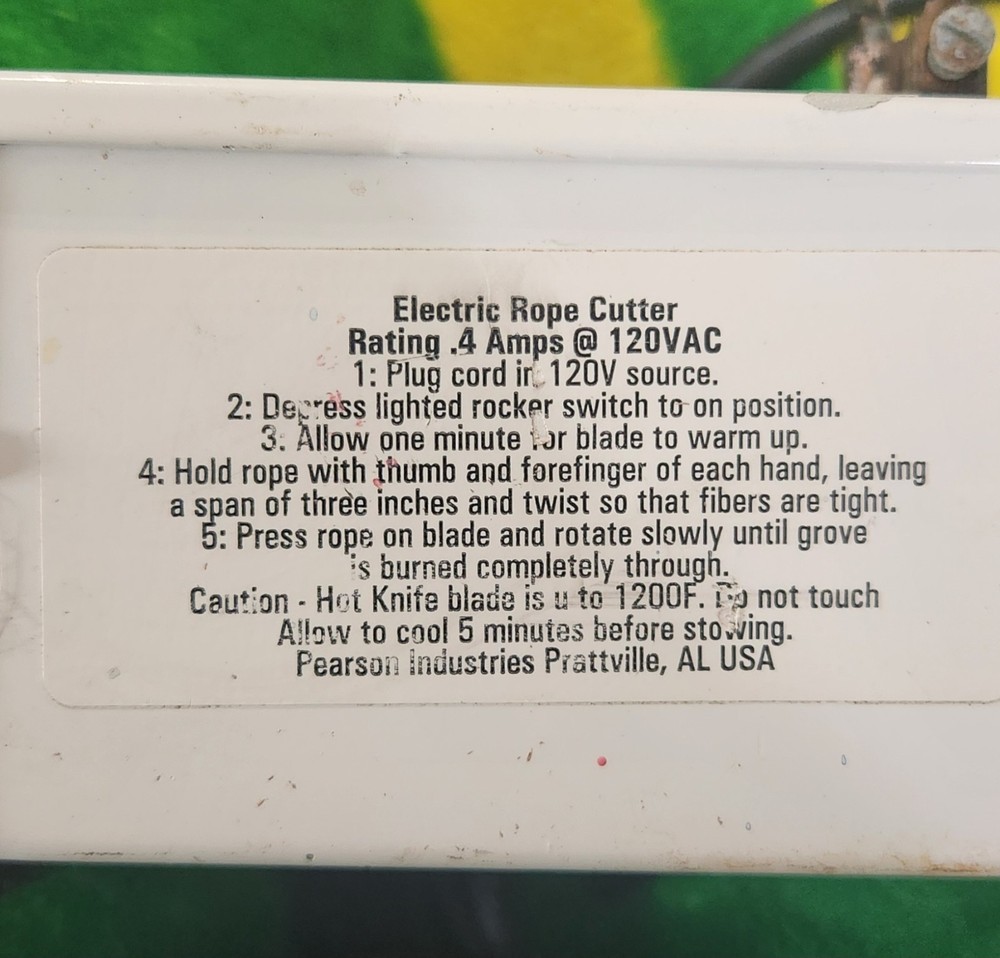 Electric Rope Cutter
Rating .4 Amps @ 120VAC
1: Plug cord in 120V source.
2: Depress lighted rocker switch to on position.
3: Allow one minute for blade to warm up.
4: Hold rope with thumb and forefinger of each hand, leaving
a span of three inches and twist so that fibers are tight.
5: Press rope on blade and rotate slowly until grove
is burned completely through.
Caution - Hot Knife blade is u to 1200F. Do not touch
Allow to cool 5 minutes before stowing.
Pearson Industries Prattville, AL USA